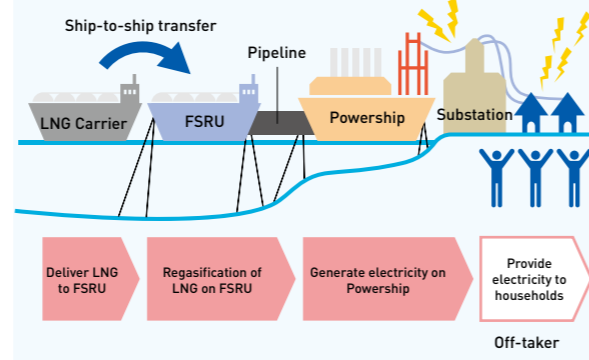 Ship-to-ship transfer
Pipeline
LNG Carrier
FSRU
Powership
Substation
Deliver LNG
to FSRU
Regasification of
LNG on FSRU
Generate electricity on
Powership
Provide
electricity to
households
Off-taker